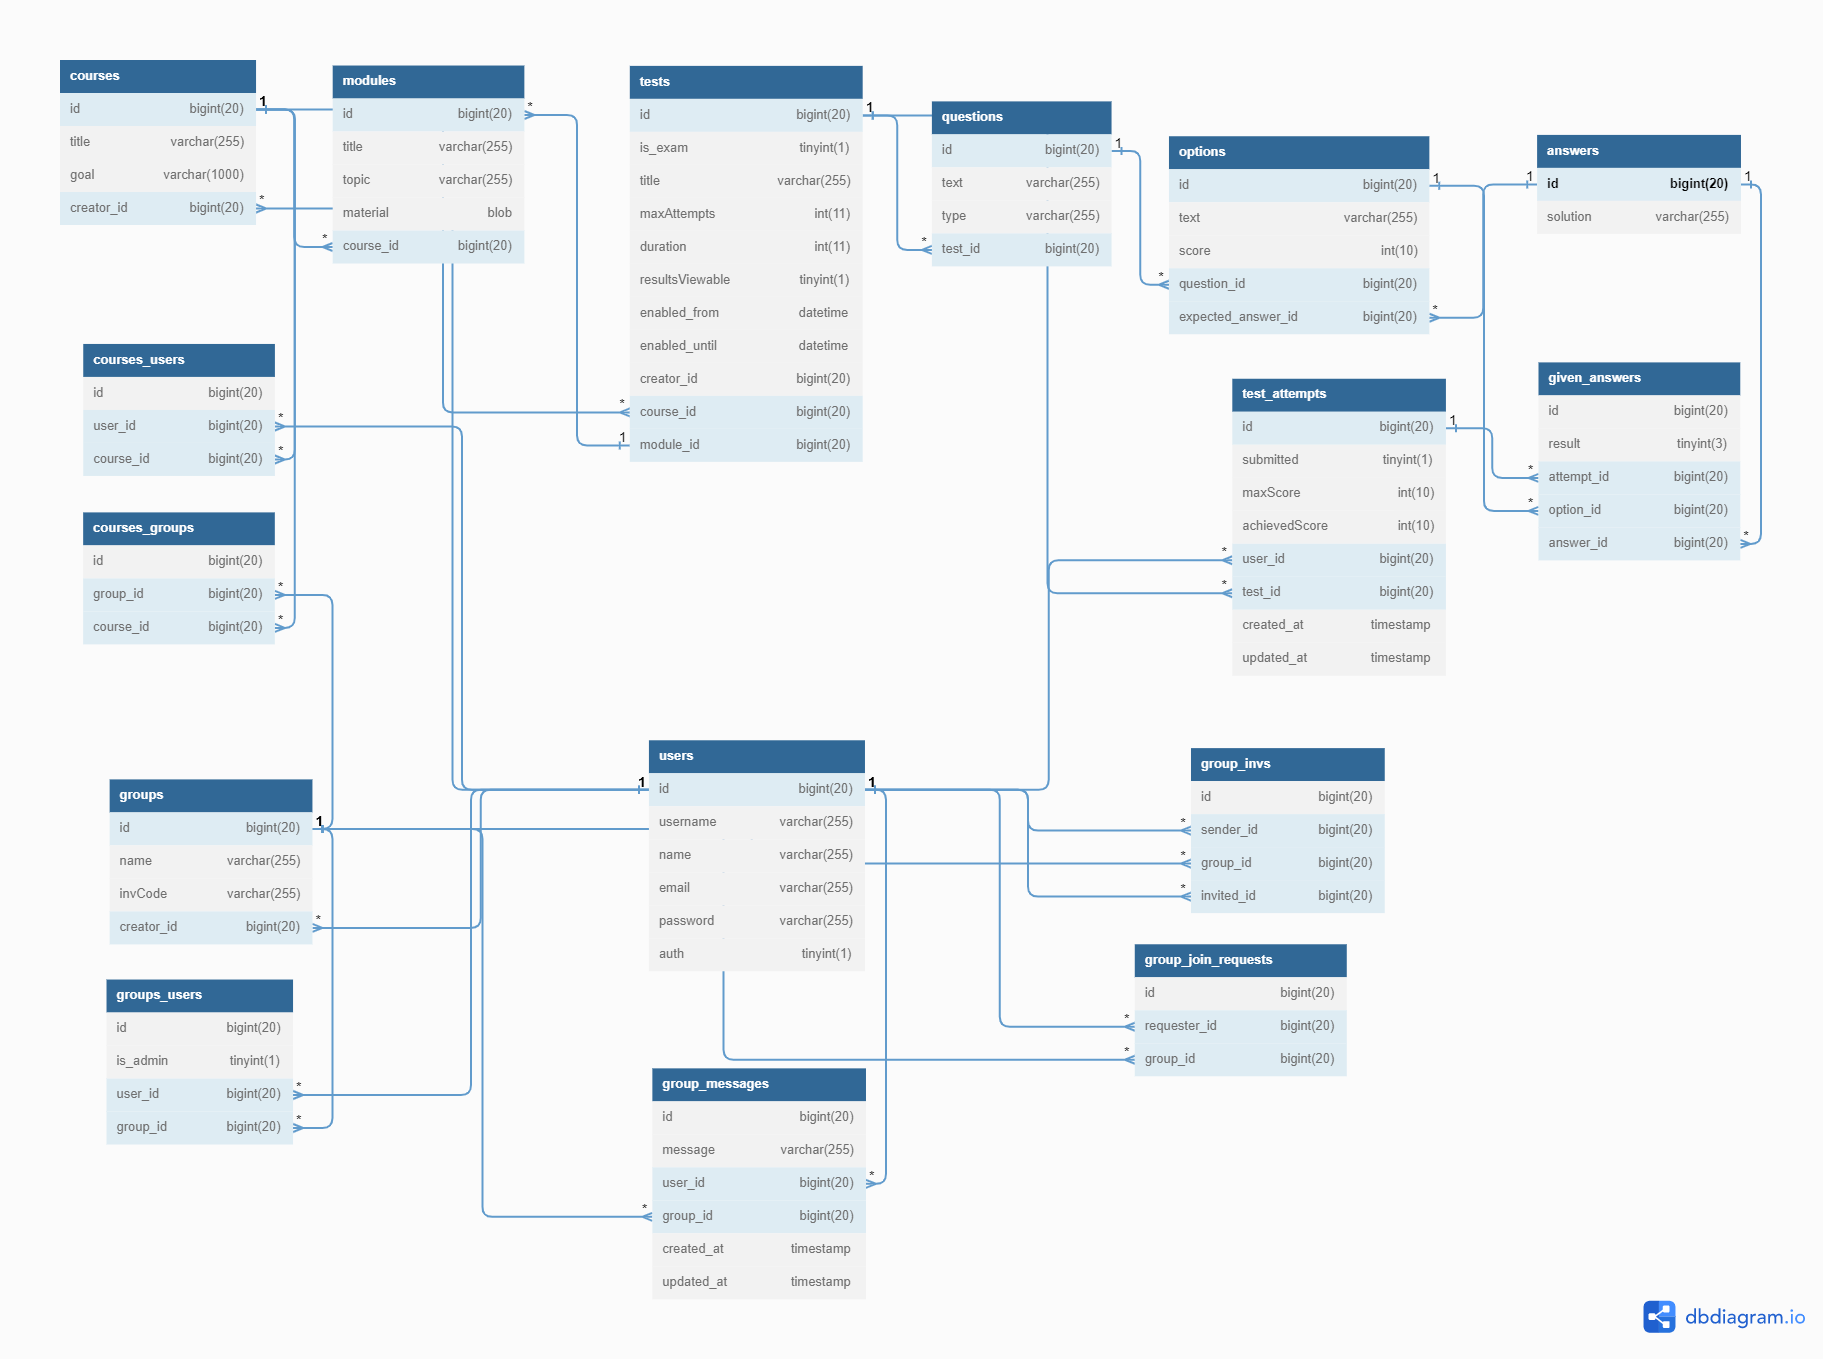 courses
id bigint(20)
title varchar(255)
goal varchar(1000)
creator_id bigint(20)
1
*
modules
id bigint(20)
title varchar(255)
topic varchar(255)
material blob
course_id bigint(20)
*
*
tests
id bigint(20)
is_exam tinyint(1)
title varchar(255)
maxAttempts int(11)
duration int(11)
resultsViewable tinyint(1)
enabled_from datetime
enabled_until datetime
creator_id bigint(20)
course_id bigint(20)
module_id bigint(20)
1
*
1
questions
id bigint(20)
text varchar(255)
type varchar(255)
test_id bigint(20)
1
*
options
id bigint(20)
text varchar(255)
score int(10)
question_id bigint(20)
expected_answer_id bigint(20)
1
*
*
answers
id bigint(20)
solution varchar(255)
1
1
courses_users
id bigint(20)
user_id bigint(20)
course_id bigint(20)
*
*
test_attempts
id bigint(20)
submitted tinyint(1)
maxScore int(10)
achievedScore int(10)
user_id bigint(20)
test_id bigint(20)
created_at timestamp
updated_at timestamp
1
*
*
given_answers
id bigint(20)
result tinyint(3)
attempt_id bigint(20)
option_id bigint(20)
answer_id bigint(20)
*
*
*
courses_groups
id bigint(20)
group_id bigint(20)
course_id bigint(20)
*
*
groups
id bigint(20)
name varchar(255)
invCode varchar(255)
creator_id bigint(20)
1
*
users
id bigint(20)
username varchar(255)
name varchar(255)
email varchar(255)
password varchar(255)
auth tinyint(1)
1
1
group_invs
id bigint(20)
sender_id bigint(20)
group_id bigint(20)
invited_id bigint(20)
*
*
*
groups_users
id bigint(20)
is_admin tinyint(1)
user_id bigint(20)
group_id bigint(20)
*
*
group_join_requests
id bigint(20)
requester_id bigint(20)
group_id bigint(20)
*
*
group_messages
id bigint(20)
message varchar(255)
user_id bigint(20)
group_id bigint(20)
created_at timestamp
updated_at timestamp
*
*
dbdiagram.io